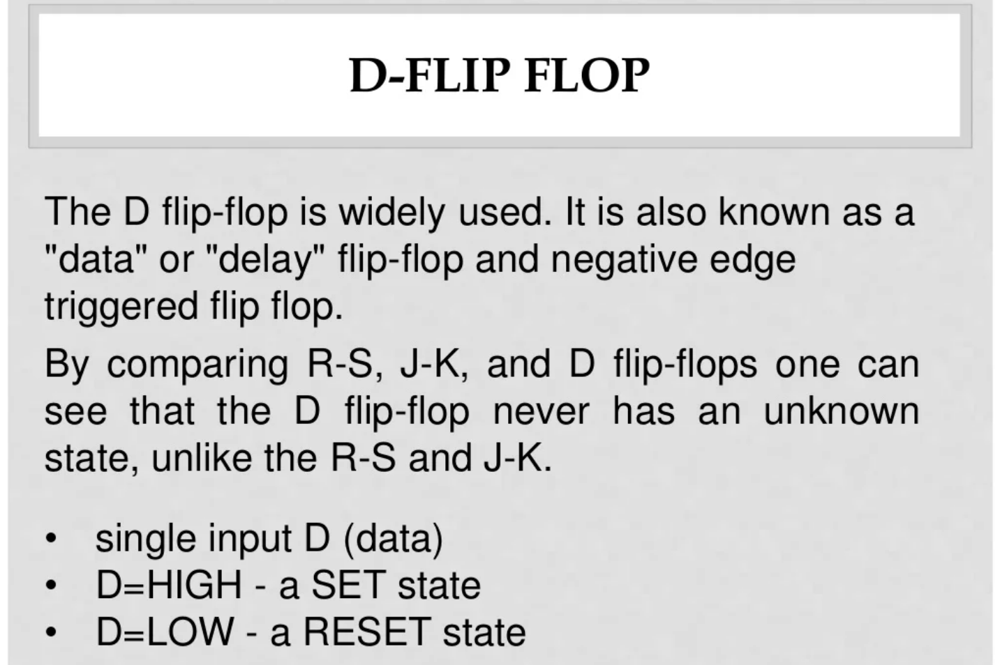 D-FLIP FLOP
The D flip-flop is widely used. It is also known as a
"data" or "delay" flip-flop and negative edge
triggered flip flop.
By comparing R-S, J-K, and D flip-flops one can
see that the D flip-flop never has an unknown
state, unlike the R-S and J-K.
• single input D (data)
• D=HIGH - a SET state
• D=LOW - a RESET state